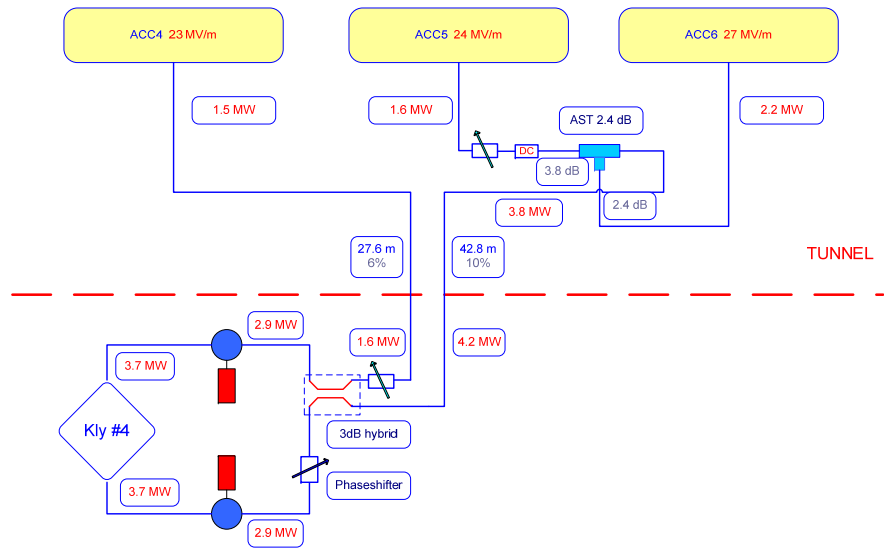 ACC4 23 MV/m
ACC5 24 MV/m
ACC6 27 MV/m
1.5 MW
1.6 MW
2.2 MW
AST 2.4 dB
DC
3.8 dB
2.4 dB
3.8 MW
27.6 m
6%
42.8 m
10%
TUNNEL
2.9 MW
1.6 MW
4.2 MW
3.7 MW
Kly #4
3dB hybrid
Phaseshifter
3.7 MW
2.9 MW